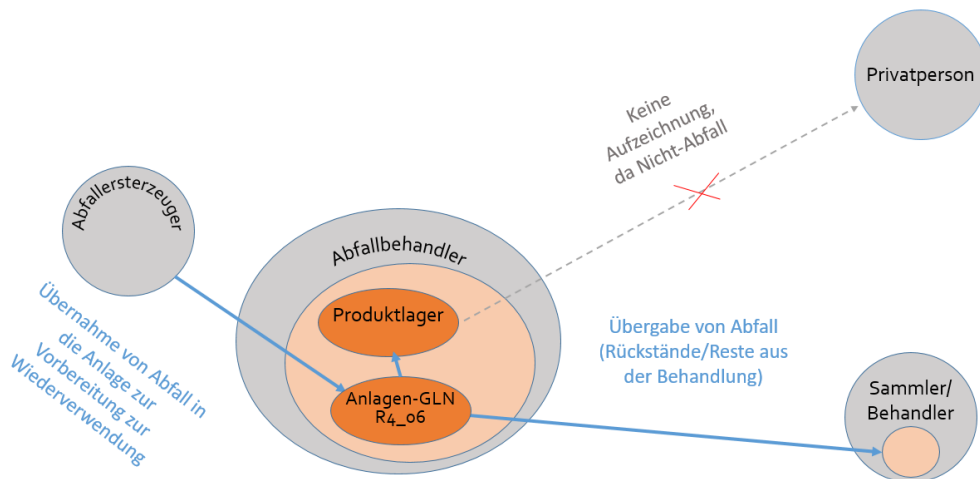 Privatperson
Keine
Aufzeichnung,
da Nicht-Abfall
Abfallersterzeuger
Abfallbehandler
Produktlager
Anlagen-GLN
R4_06
Übernahme von Abfall in
die Anlage zur
Vorbereitung zur
Wiederverwendung
Übergabe von Abfall
(Rückstände/Reste aus
der Behandlung)
Sammler/
Behandler